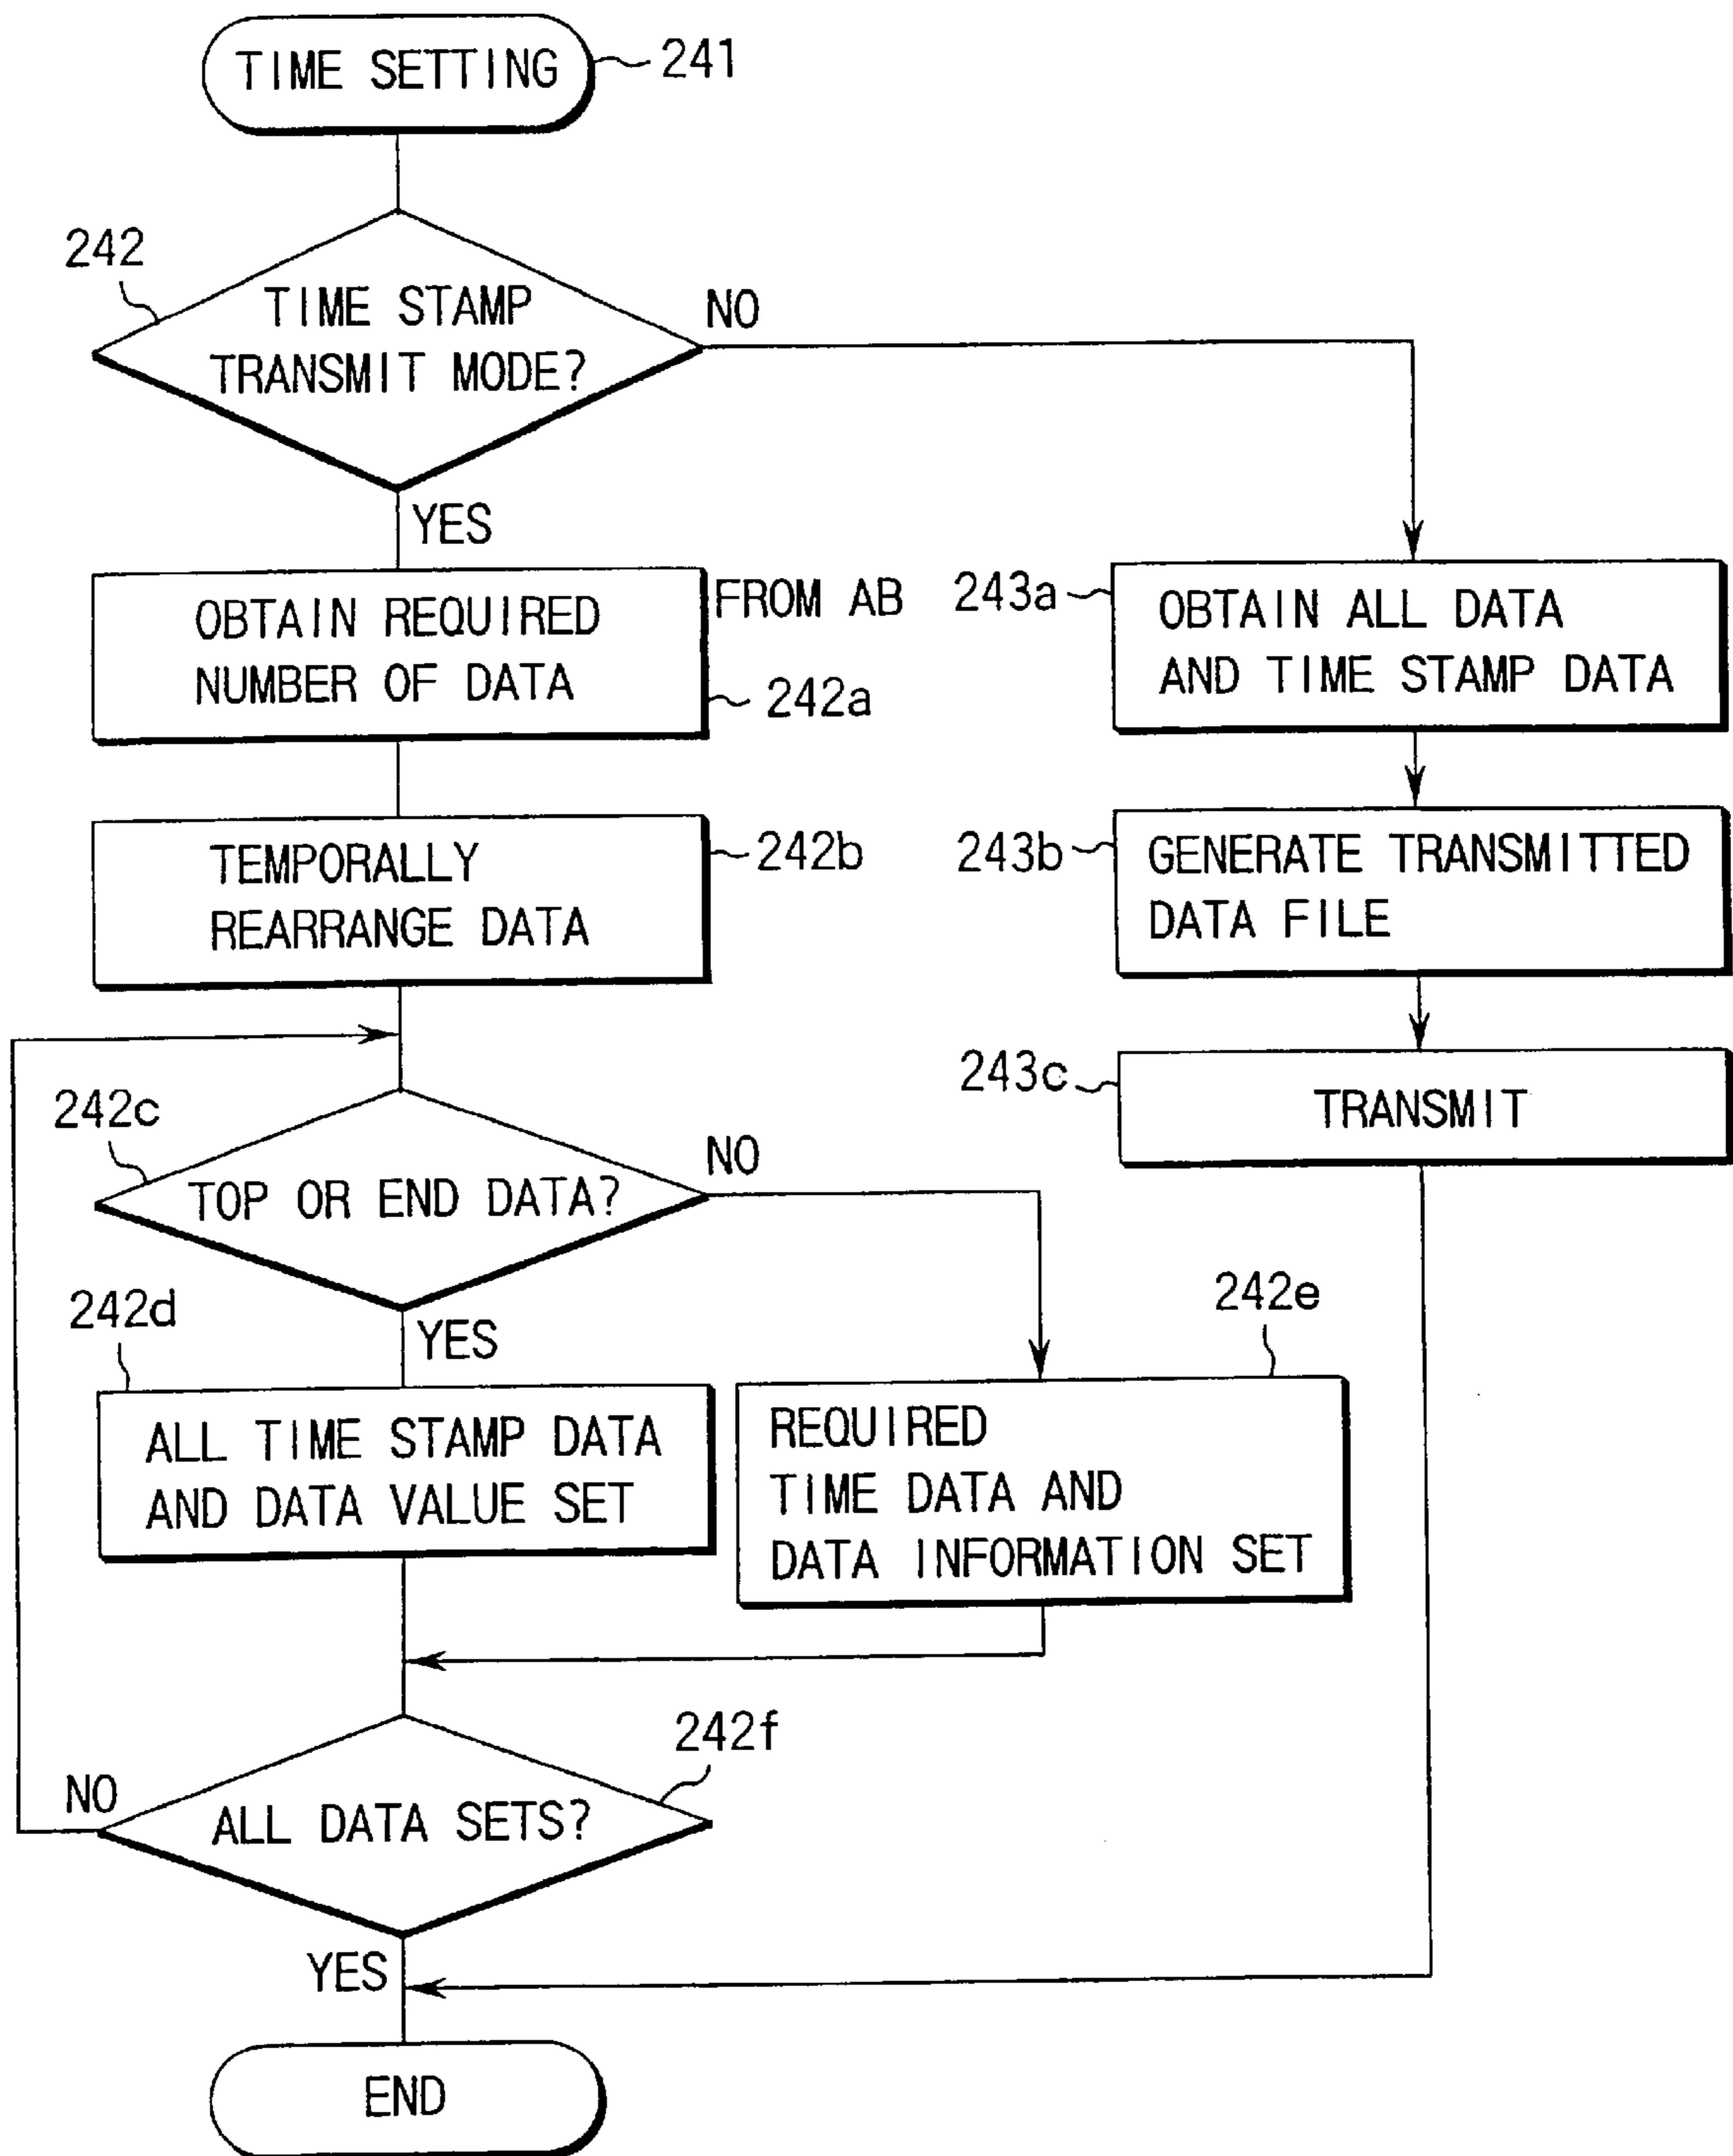 TIME SETTING
241
242
TIME STAMP
TRANSMIT MODE?
NO
YES
OBTAIN REQUIRED
NUMBER OF DATA
FROM AB
242a
243a
OBTAIN ALL DATA
AND TIME STAMP DATA
TEMPORALLY
REARRANGE DATA
242b
243b
GENERATE TRANSMITTED
DATA FILE
243c
TRANSMIT
242c
TOP OR END DATA?
NO
YES
242d
ALL TIME STAMP DATA
AND DATA VALUE SET
242e
REQUIRED
TIME DATA AND
DATA INFORMATION SET
242f
ALL DATA SETS?
NO
YES
END